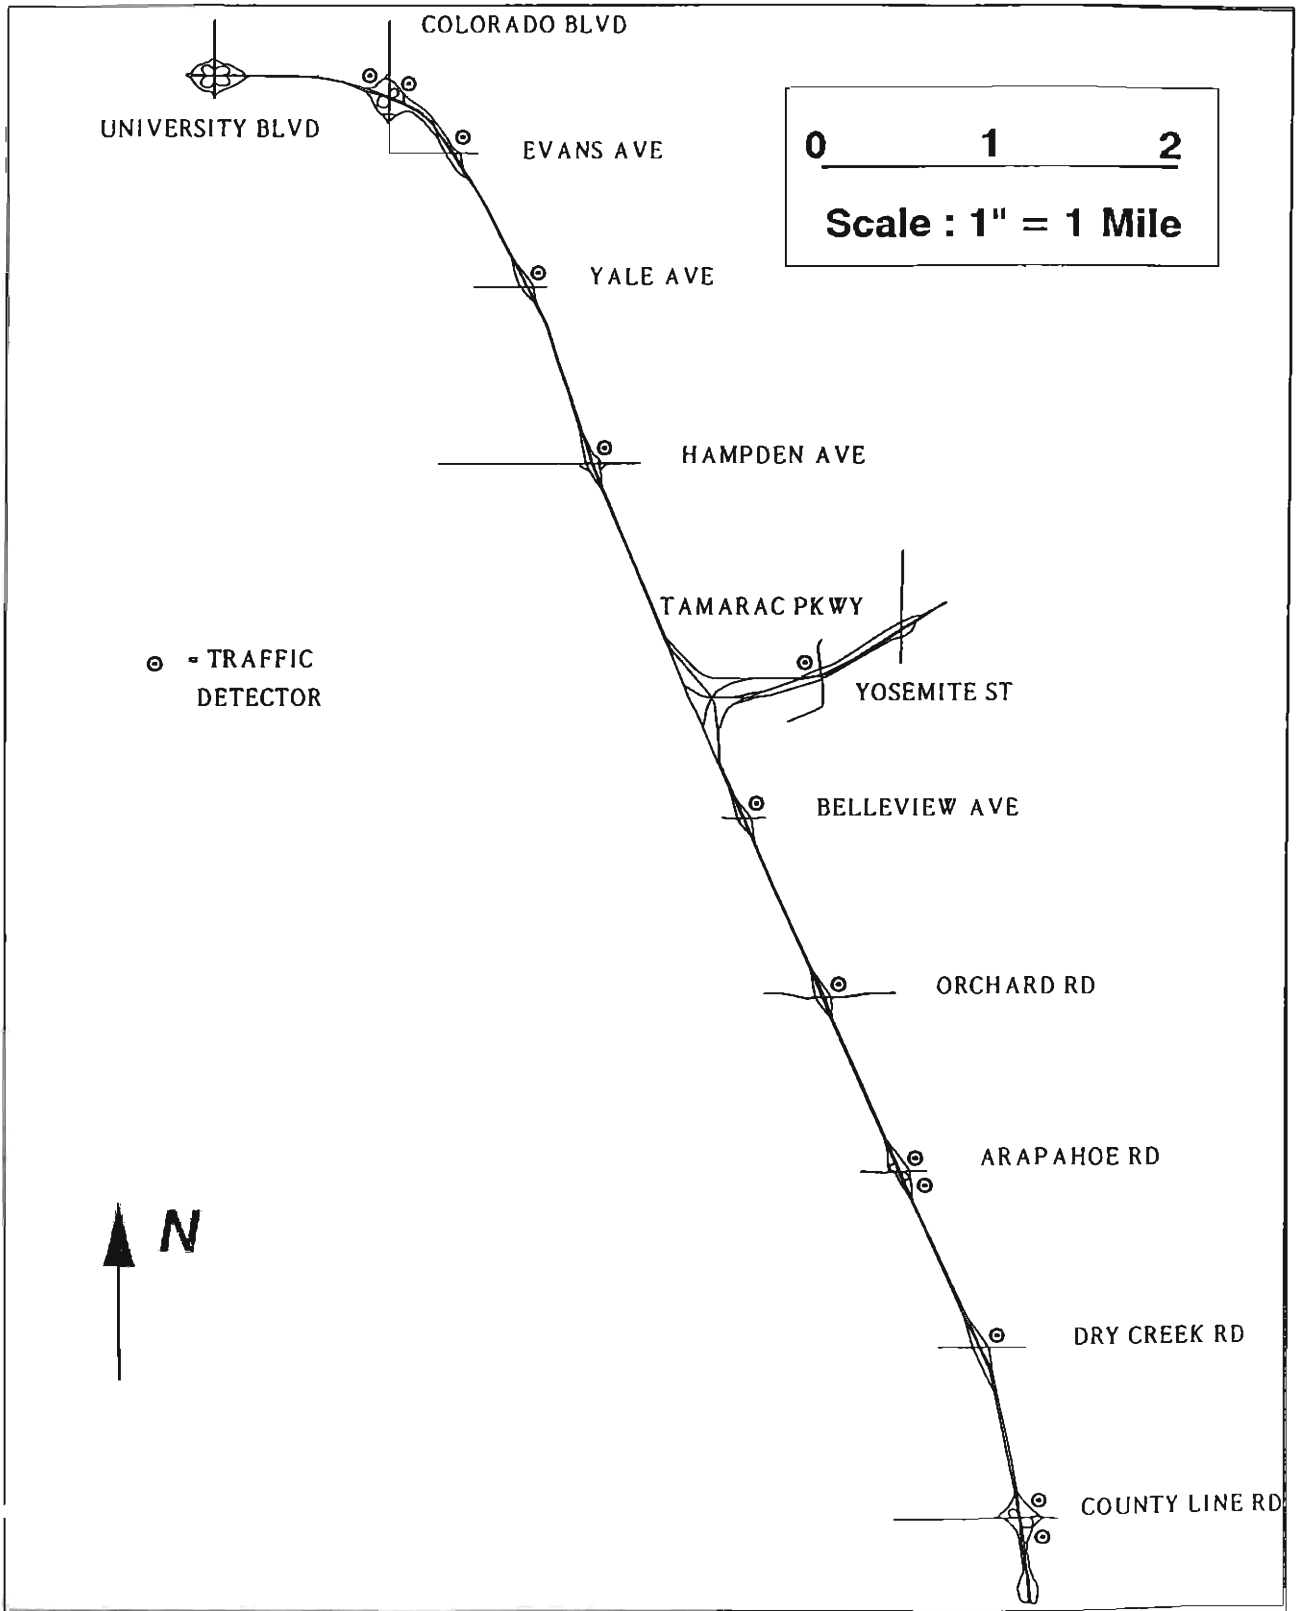 COLORADO BLVD
UNIVERSITY BLVD
EVANS AVE
0 1 2
Scale : 1" = 1 Mile
YALE AVE
HAMPDEN AVE
TAMARAC PKWY
= TRAFFIC
DETECTOR
YOSEMITE ST
BELLEVIEW AVE
ORCHARD RD
ARAPAHOE RD
N
DRY CREEK RD
COUNTY LINE RD